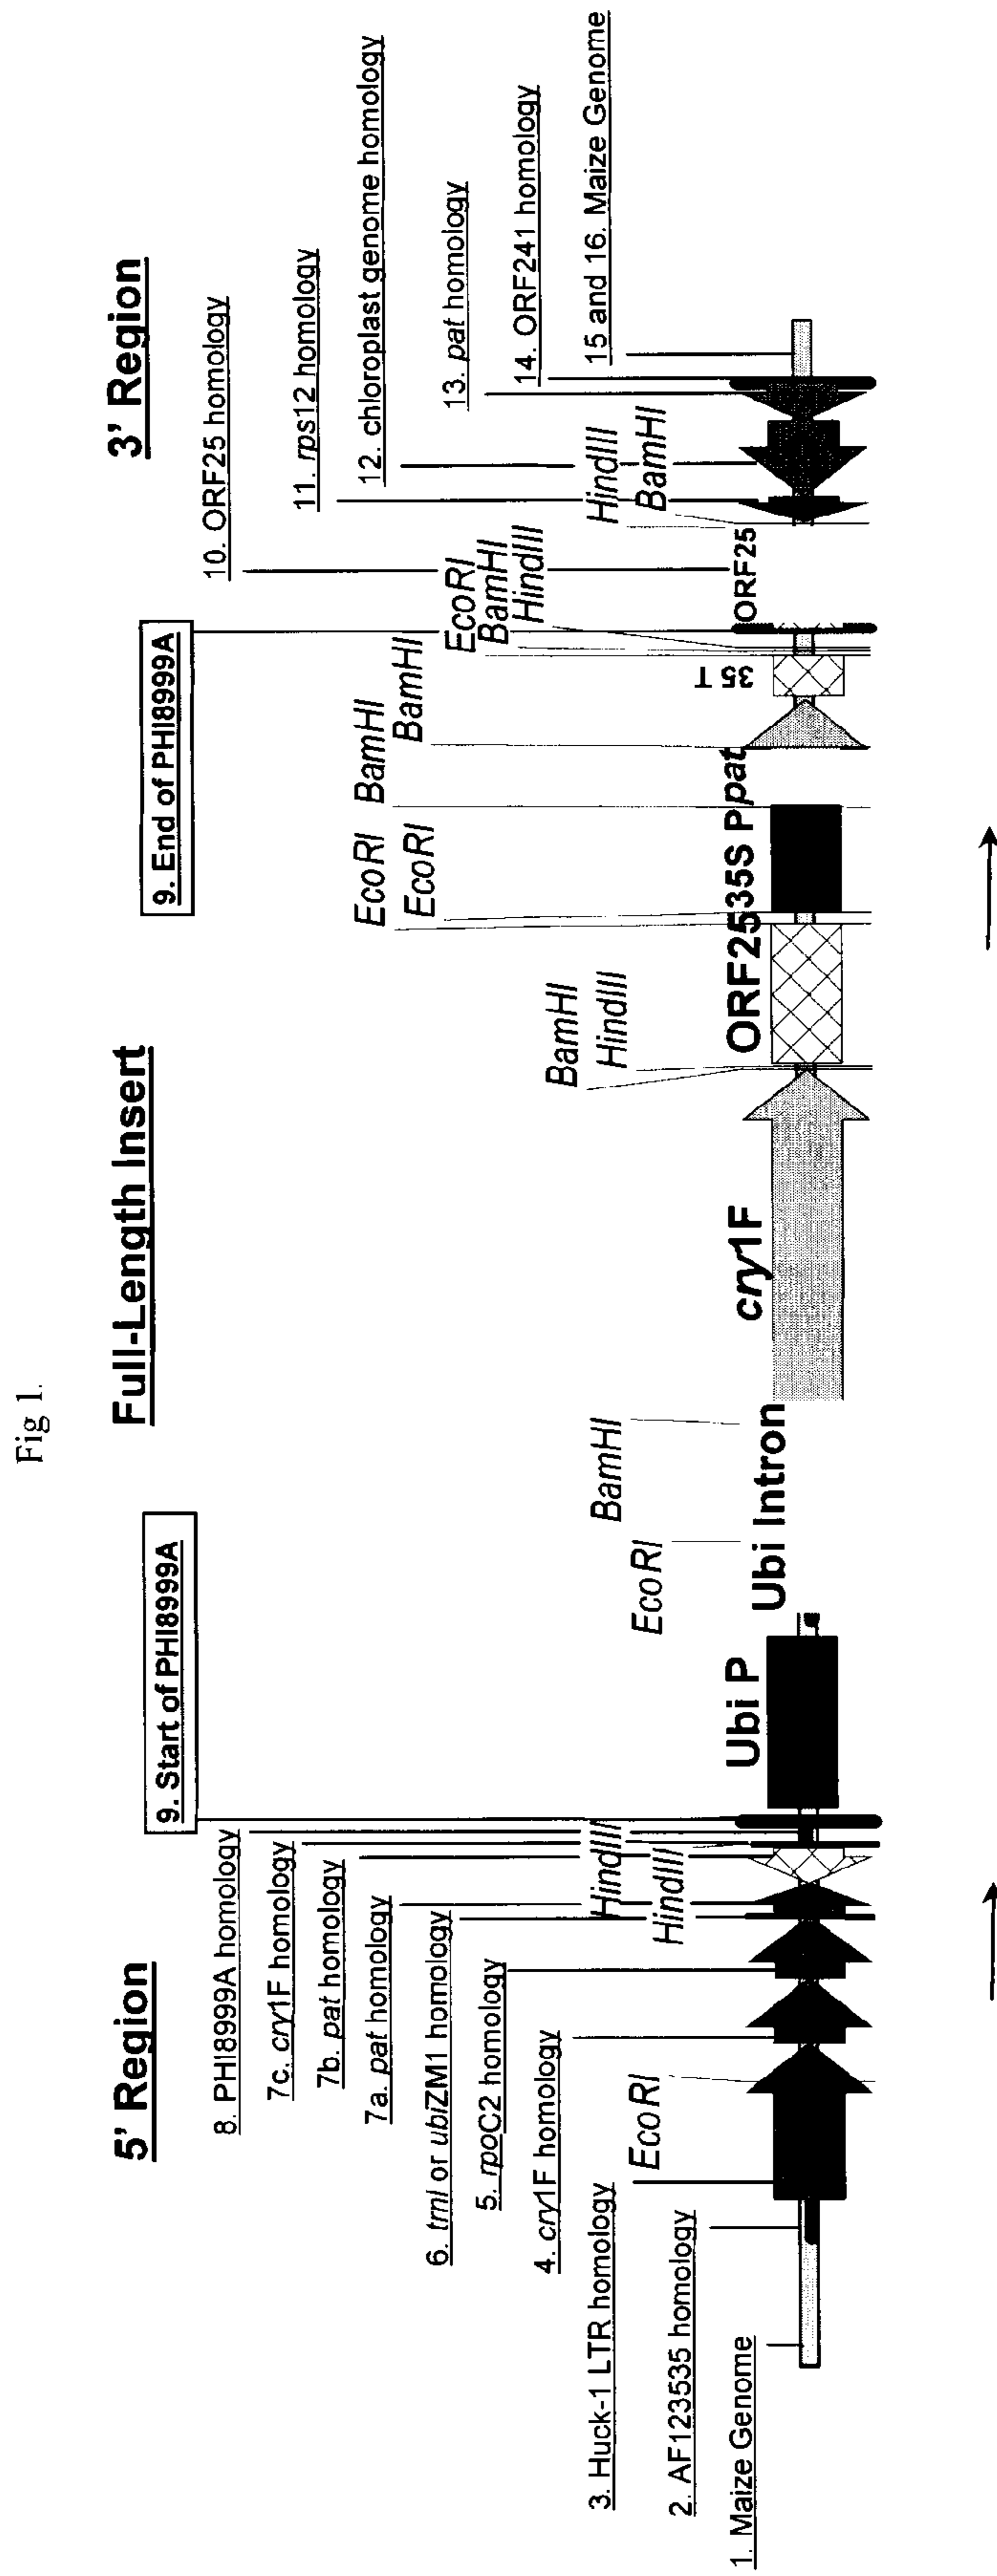 Fig 1.
5' Region
Full-Length Insert
3' Region
9. Start of PHI8999A
9. End of PHI8999A
8. PHI8999A homology
7c. cry1F homology
7b. pat homology
7a. pat homology
6. trnI or ubiZM1 homology
5. rpoC2 homology
4. cry1F homology
3. Huck-1 LTR homology
2. AF123535 homology
1. Maize Genome
10. ORF25 homology
11. rps12 homology
12. chloroplast genome homology
13. pat homology
14. ORF241 homology
15 and 16. Maize Genome
EcoRI
HindIII
HindIII
EcoRI
BamHI
BamHI
HindIII
EcoRI
EcoRI
BamHI
BamHI
EcoRI
BamHI
HindIII
HindIII
BamHI
Ubi P
Ubi Intron
cry1F
ORF25
35S P
pat
35 T
ORF25